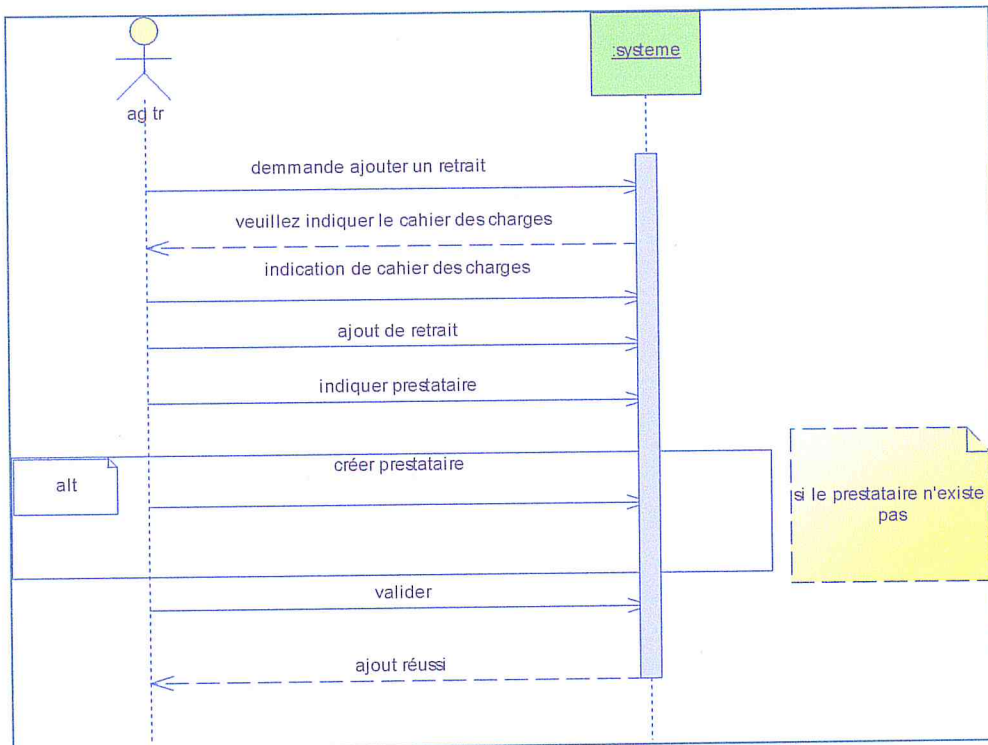 :systeme
ag tr
demmande ajouter un retrait
veuillez indiquer le cahier des charges
indication de cahier des charges
ajout de retrait
indiquer prestataire
alt
créer prestataire
si le prestataire n'existe
pas
valider
ajout réussi